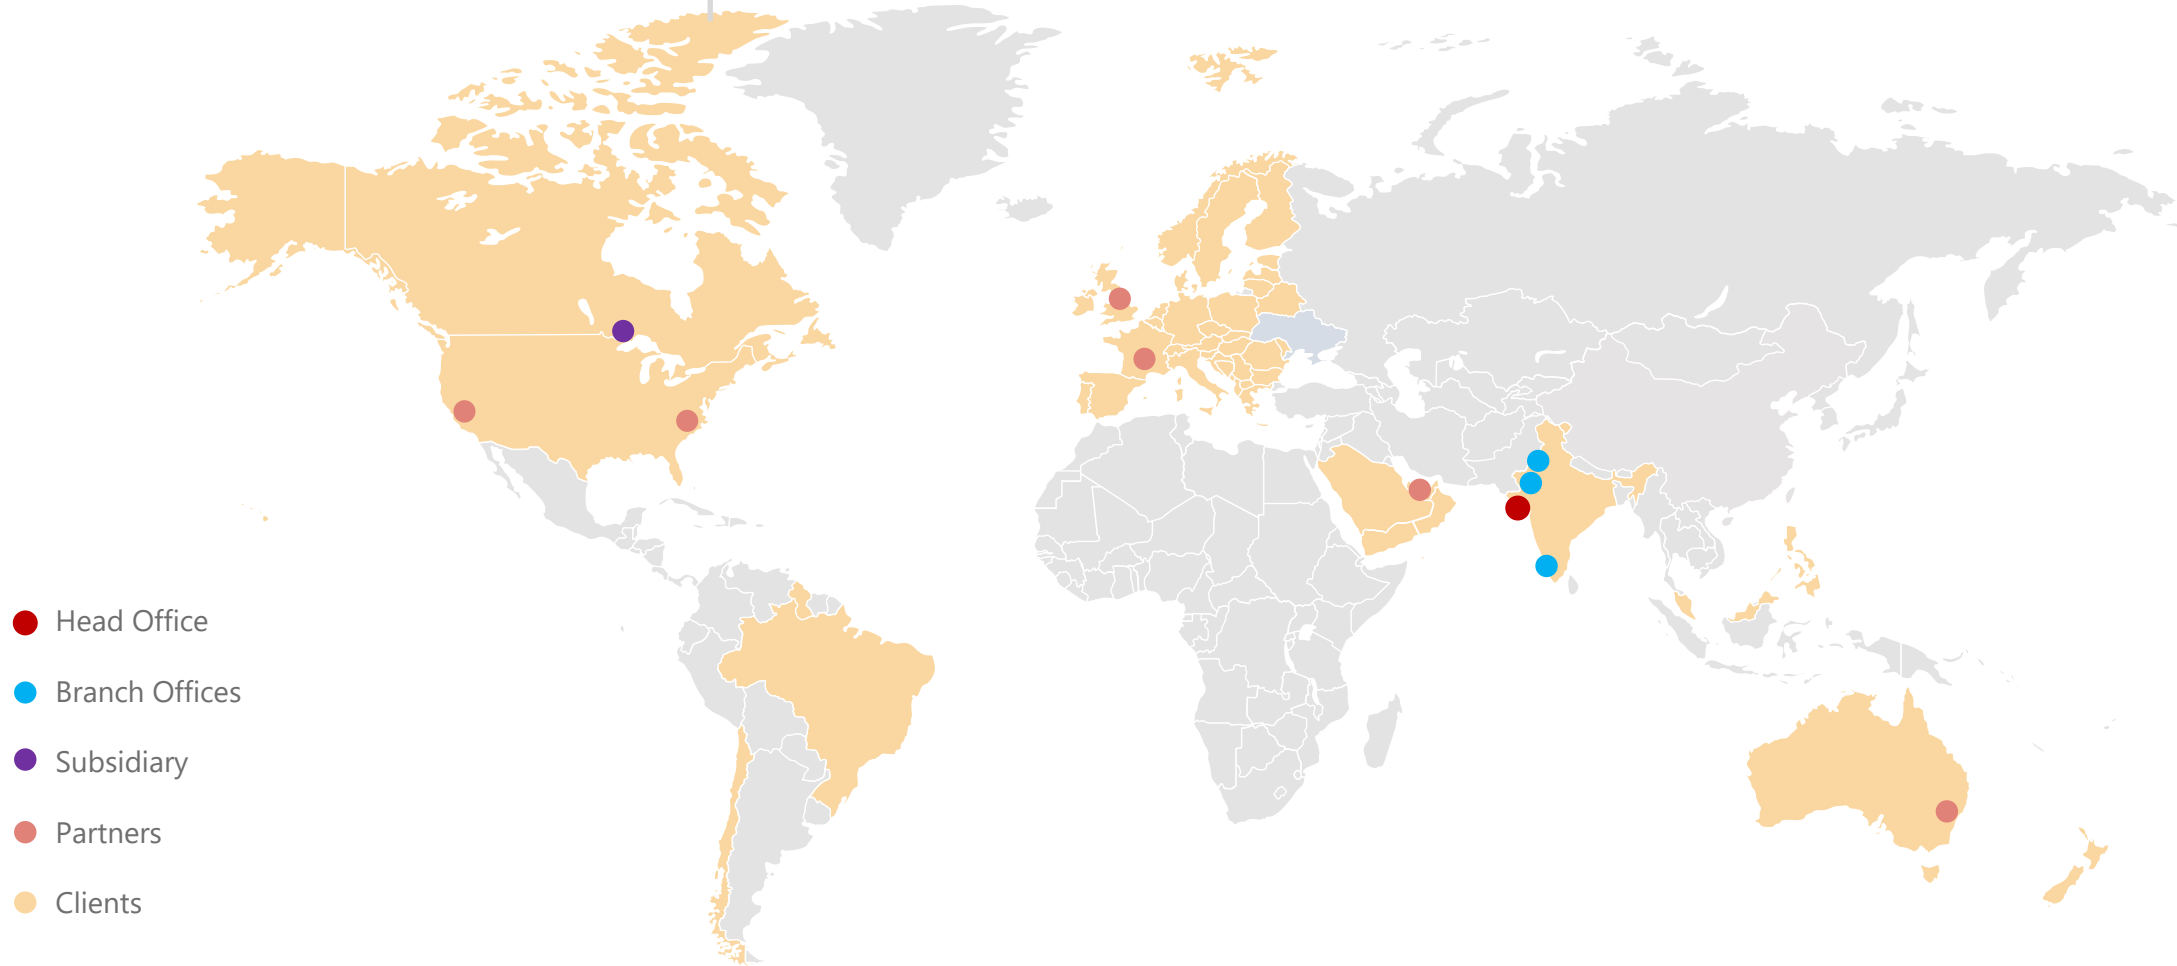 Head Office
Branch Offices
Subsidiary
Partners
Clients